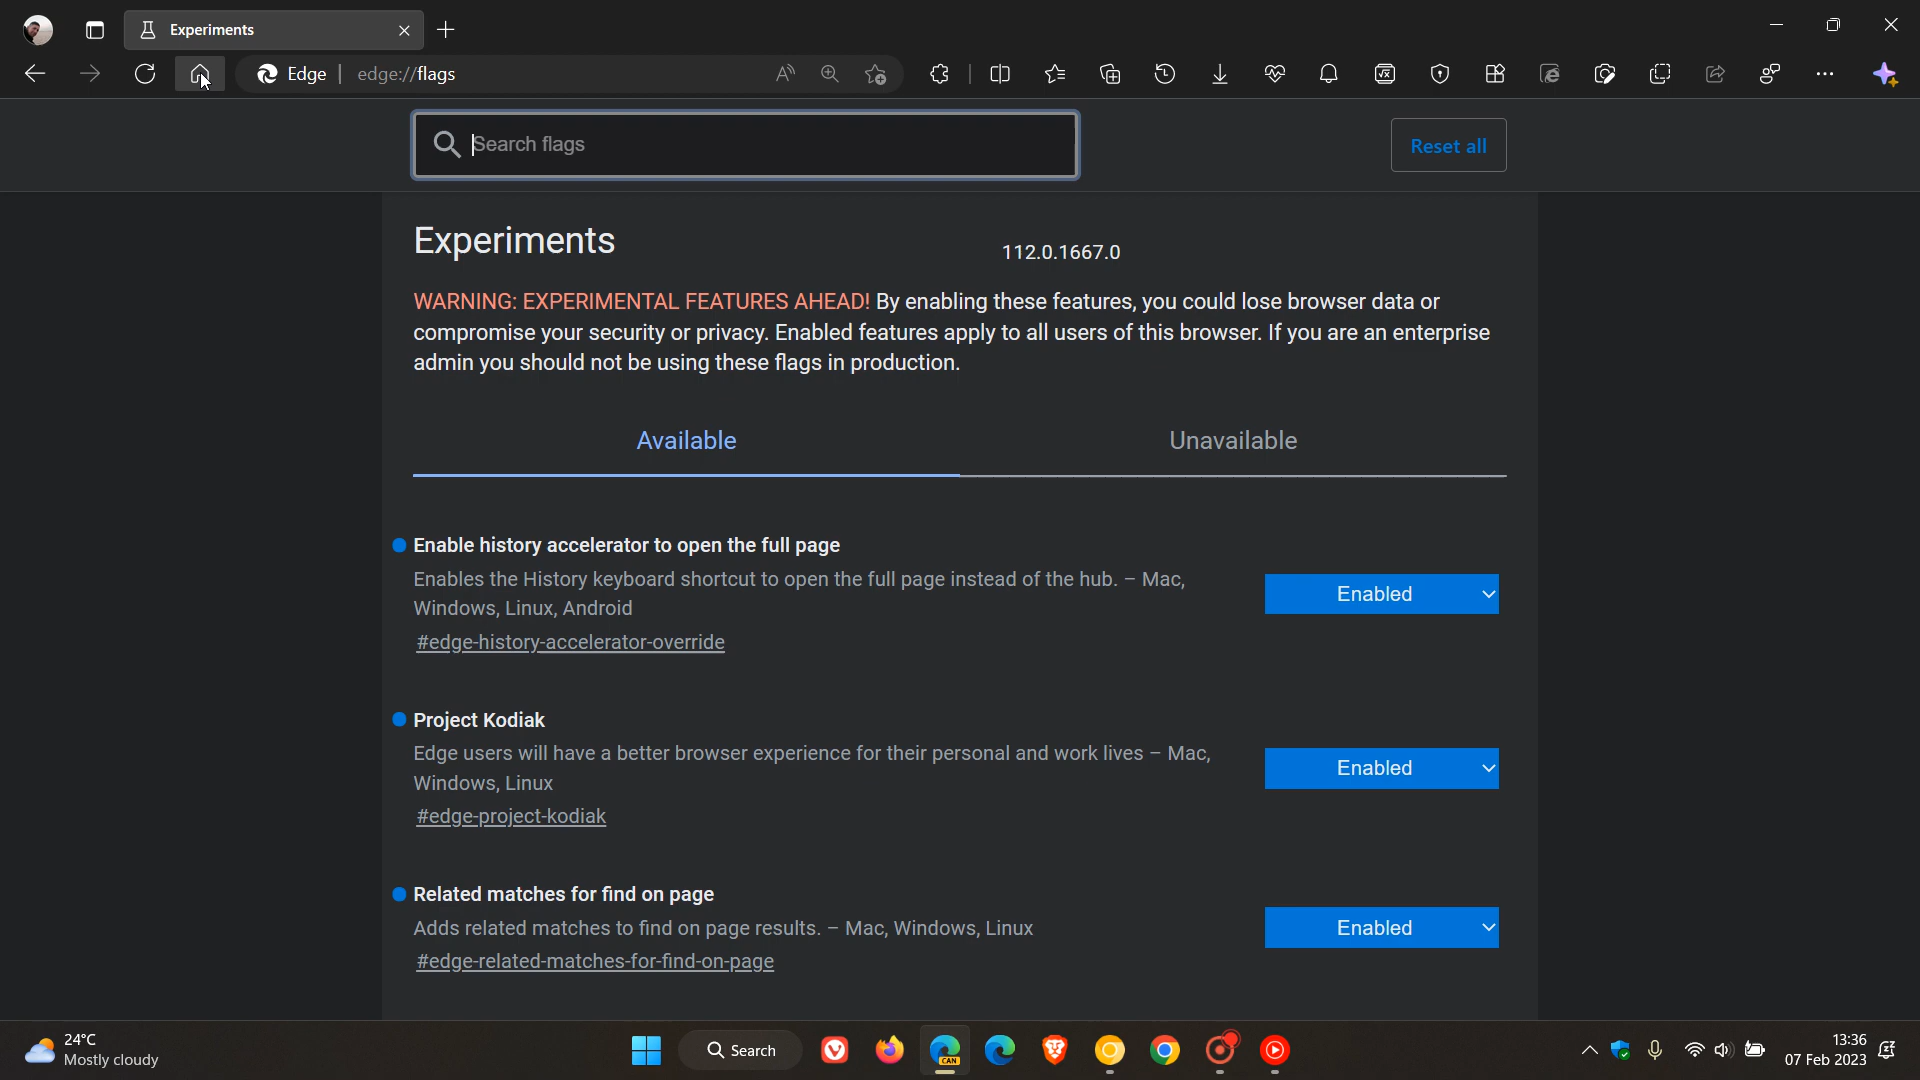 Experiments
Edge
edge://flags
Search flags
Reset all
Experiments
112.0.1667.0
WARNING: EXPERIMENTAL FEATURES AHEAD! By enabling these features, you could lose browser data or
compromise your security or privacy. Enabled features apply to all users of this browser. If you are an enterprise
admin you should not be using these flags in production.
Available
Unavailable
Enable history accelerator to open the full page
Enables the History keyboard shortcut to open the full page instead of the hub. – Mac,
Windows, Linux, Android
#edge-history-accelerator-override
Enabled
Project Kodiak
Edge users will have a better browser experience for their personal and work lives – Mac,
Windows, Linux
#edge-project-kodiak
Enabled
Related matches for find on page
Adds related matches to find on page results. – Mac, Windows, Linux
#edge-related-matches-for-find-on-page
Enabled
24°C
Mostly cloudy
Search
CAN
13:36
07 Feb 2023